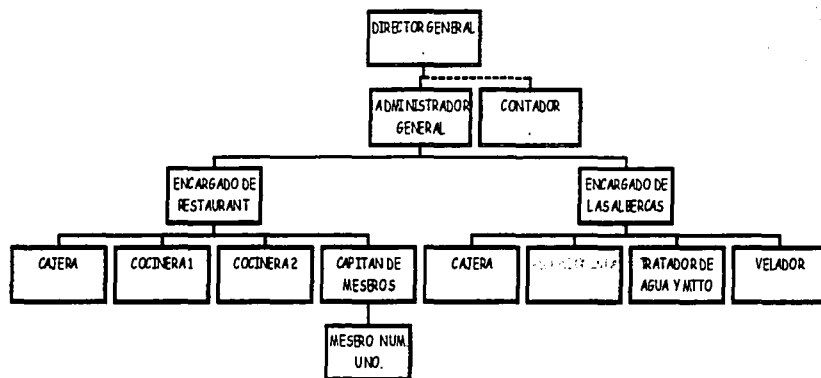 DIRECTOR GENERAL
.
ADMINISTRADOR
GENERAL
CONTADOR
.
ENCARGADO DE
RESTAURANT
ENCARGADO DE
LAS ALBERCAS
CAJERA
COCINERA 1
COCINERA 2
CAPITAN DE
MESEROS
CAJERA
TRATADOR DE
AGUA Y MTTO
VELADOR
MESERO NUM.
UNO.